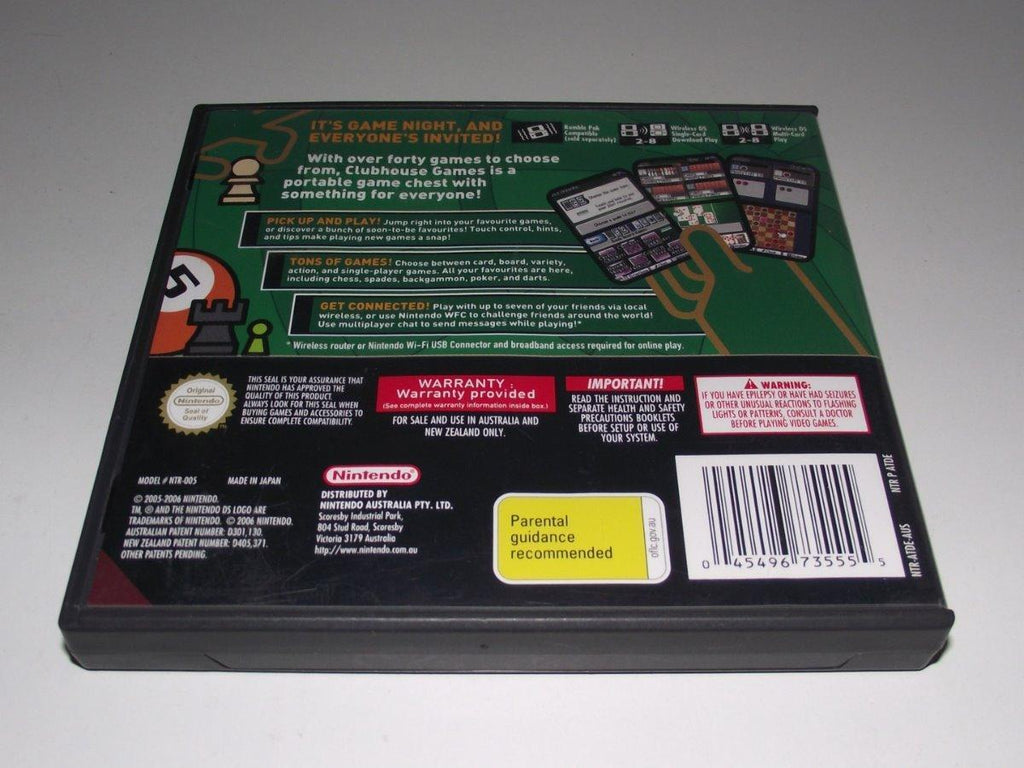 IT'S GAME NIGHT, AND
EVERYONE'S INVITED!
Rumble Pak
Compatible
(sold separately)
2-8
Wireless DS
Single-Card
Download Play
2-8
Wireless DS
Multi-Card
Play
With over forty games to choose
from, Clubhouse Games is a
portable game chest with
something for everyone!
PICK UP AND PLAY! Jump right into your favourite games,
or discover a bunch of soon-to-be favourites! Touch control, hints,
and tips make playing new games a snap!
TONS OF GAMES! Choose between card, board, variety,
action, and single-player games. All your favourites are here,
including chess, spades, backgammon, poker, and darts.
GET CONNECTED! Play with up to seven of your friends via local
wireless, or use Nintendo WFC to challenge friends around the world!
Use multiplayer chat to send messages while playing!*
* Wireless router or Nintendo Wi-Fi USB Connector and broadband access required for online play.
5
Original
Nintendo
Seal of
Quality
THIS SEAL IS YOUR ASSURANCE THAT
NINTENDO HAS APPROVED THE
QUALITY OF THIS PRODUCT.
ALWAYS LOOK FOR THIS SEAL WHEN
BUYING GAMES AND ACCESSORIES TO
ENSURE COMPLETE COMPATIBILITY.
WARRANTY :
Warranty provided
(See complete warranty information inside box.)
FOR SALE AND USE IN AUSTRALIA AND
NEW ZEALAND ONLY.
IMPORTANT!
READ THE INSTRUCTION AND
SEPARATE HEALTH AND SAFETY
PRECAUTIONS BOOKLETS
BEFORE SETUP OR USE OF
YOUR SYSTEM.
WARNING:
IF YOU HAVE EPILEPSY OR HAVE HAD SEIZURES
OR OTHER UNUSUAL REACTIONS TO FLASHING
LIGHTS OR PATTERNS, CONSULT A DOCTOR
BEFORE PLAYING VIDEO GAMES.
MODEL # NTR-005 MADE IN JAPAN
© 2005-2006 NINTENDO.
TM, ® AND THE NINTENDO DS LOGO ARE
TRADEMARKS OF NINTENDO. © 2006 NINTENDO.
AUSTRALIAN PATENT NUMBER: D301,130.
NEW ZEALAND PATENT NUMBER: D405,371.
OTHER PATENTS PENDING.
Nintendo®
DISTRIBUTED BY
NINTENDO AUSTRALIA PTY. LTD.
Scoresby Industrial Park,
804 Stud Road, Scoresby
Victoria 3179 Australia
http://www.nintendo.com.au
Parental
guidance
recommended
oflc.gov.au
0 45496 73555 5
NTR P ATDE
NTR-ATDE-AUS